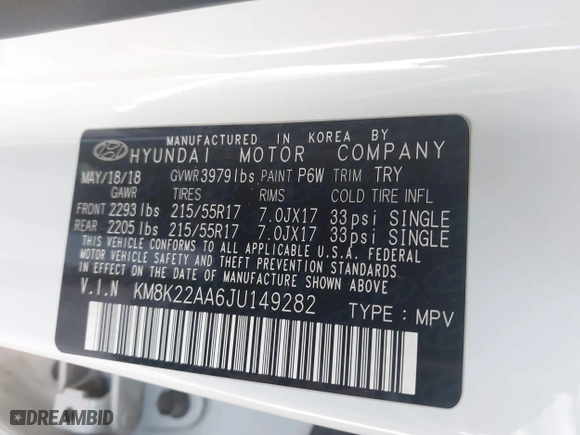 MANUFACTURED IN KOREA BY
HYUNDAI MOTOR COMPANY
MAY/18/18 GVWR 3979lbs PAINT P6W TRIM TRY
GAWR TIRES RIMS COLD TIRE INFL
FRONT 2293 lbs 215/55R17 7.0JX17 33psi SINGLE
REAR 2205 lbs 215/55R17 7.0JX17 33psi SINGLE
THIS VEHICLE CONFORMS TO ALL APPLICABLE U.S.A. FEDERAL
MOTOR VEHICLE SAFETY AND THEFT PREVENTION STANDARDS
IN EFFECT ON THE DATE OF MANUFACTURE SHOWN ABOVE
V.I.N KM8K22AA6JU149282 TYPE : MPV
DREAMBID